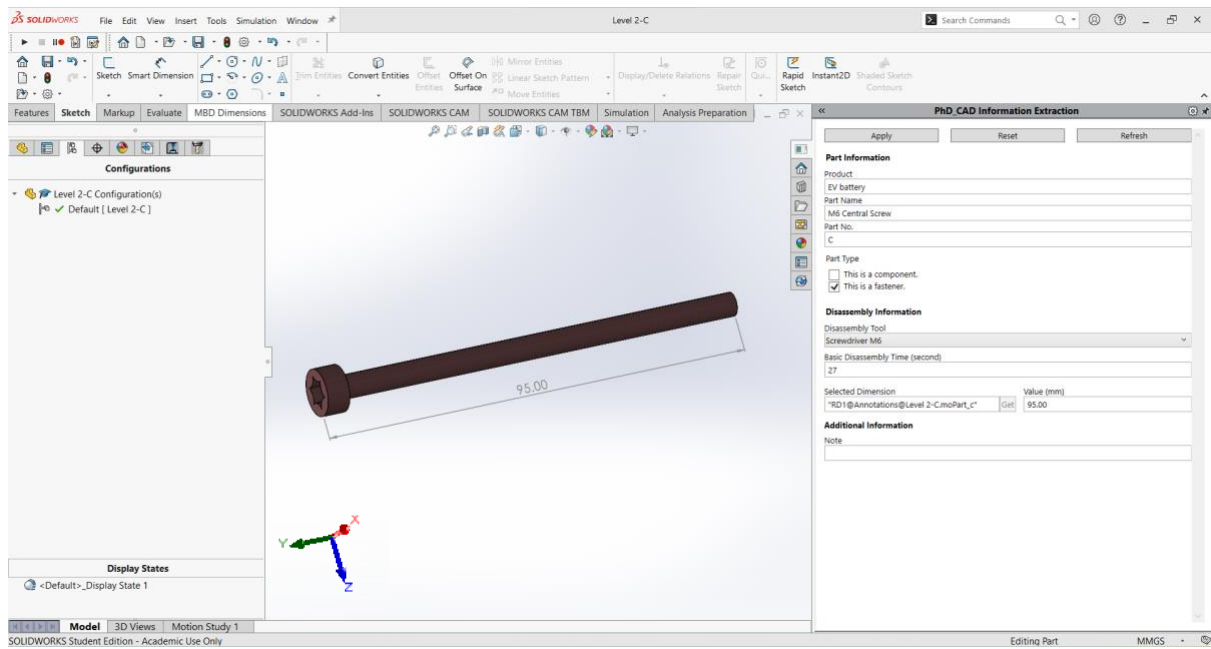 SOLIDWORKS File Edit View Insert Tools Simulation Window Level 2-C Search Commands
Sketch Smart Dimension Trim Entities Convert Entities Offset Entities Offset On Surface Mirror Entities Linear Sketch Pattern Move Entities Display/Delete Relations Repair Sketch Qui... Rapid Sketch Instant2D Shaded Sketch Contours
Features Sketch Markup Evaluate MBD Dimensions SOLIDWORKS Add-Ins SOLIDWORKS CAM SOLIDWORKS CAM TBM Simulation Analysis Preparation
Configurations
Level 2-C Configuration(s)
Default [ Level 2-C ]
Display States
<Default>_Display State 1
95.00
X
Y
Z
PhD_CAD Information Extraction
Apply Reset Refresh
Part Information
Product
EV battery
Part Name
M6 Central Screw
Part No.
C
Part Type
This is a component.
This is a fastener.
Disassembly Information
Disassembly Tool
Screwdriver M6
Basic Disassembly Time (second)
27
Selected Dimension Value (mm)
"RD1@Annotations@Level 2-C.moPart_c" Get 95.00
Additional Information
Note
Model 3D Views Motion Study 1
SOLIDWORKS Student Edition - Academic Use Only Editing Part MMGS